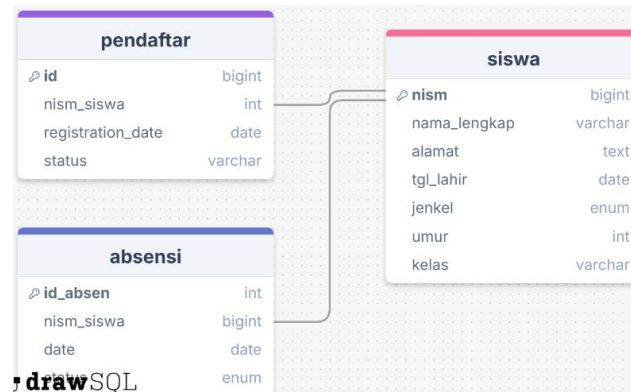 pendaftar
id bigint
nism_siswa int
registration_date date
status varchar
siswa
nism bigint
nama_lengkap varchar
alamat text
tgl_lahir date
jenkel enum
umur int
kelas varchar
absensi
id_absen int
nism_siswa bigint
date date
status enum
drawSQL